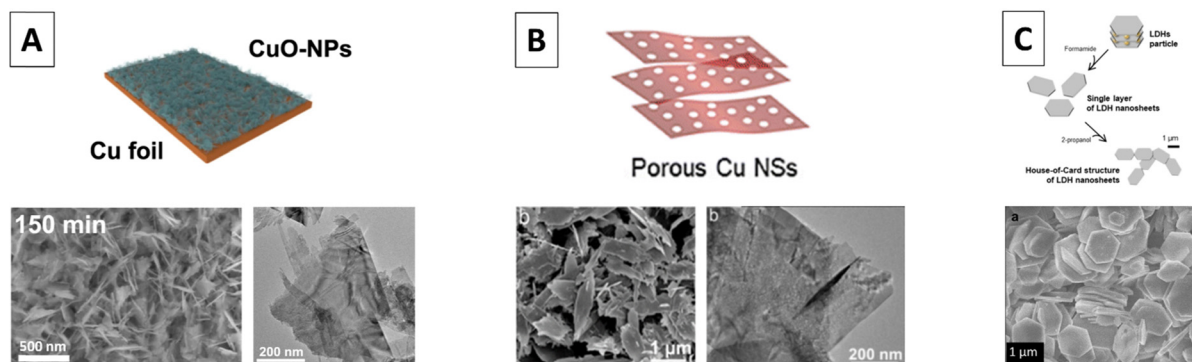 A
CuO-NPs
Cu foil
150 min
500 nm
200 nm
B
Porous Cu NSs
b
1 µm
b
200 nm
C
LDHs
particle
Formamide
Single layer
of LDH nanosheets
2-propanol
1 µm
House-of-Card structure
of LDH nanosheets
a
1 µm